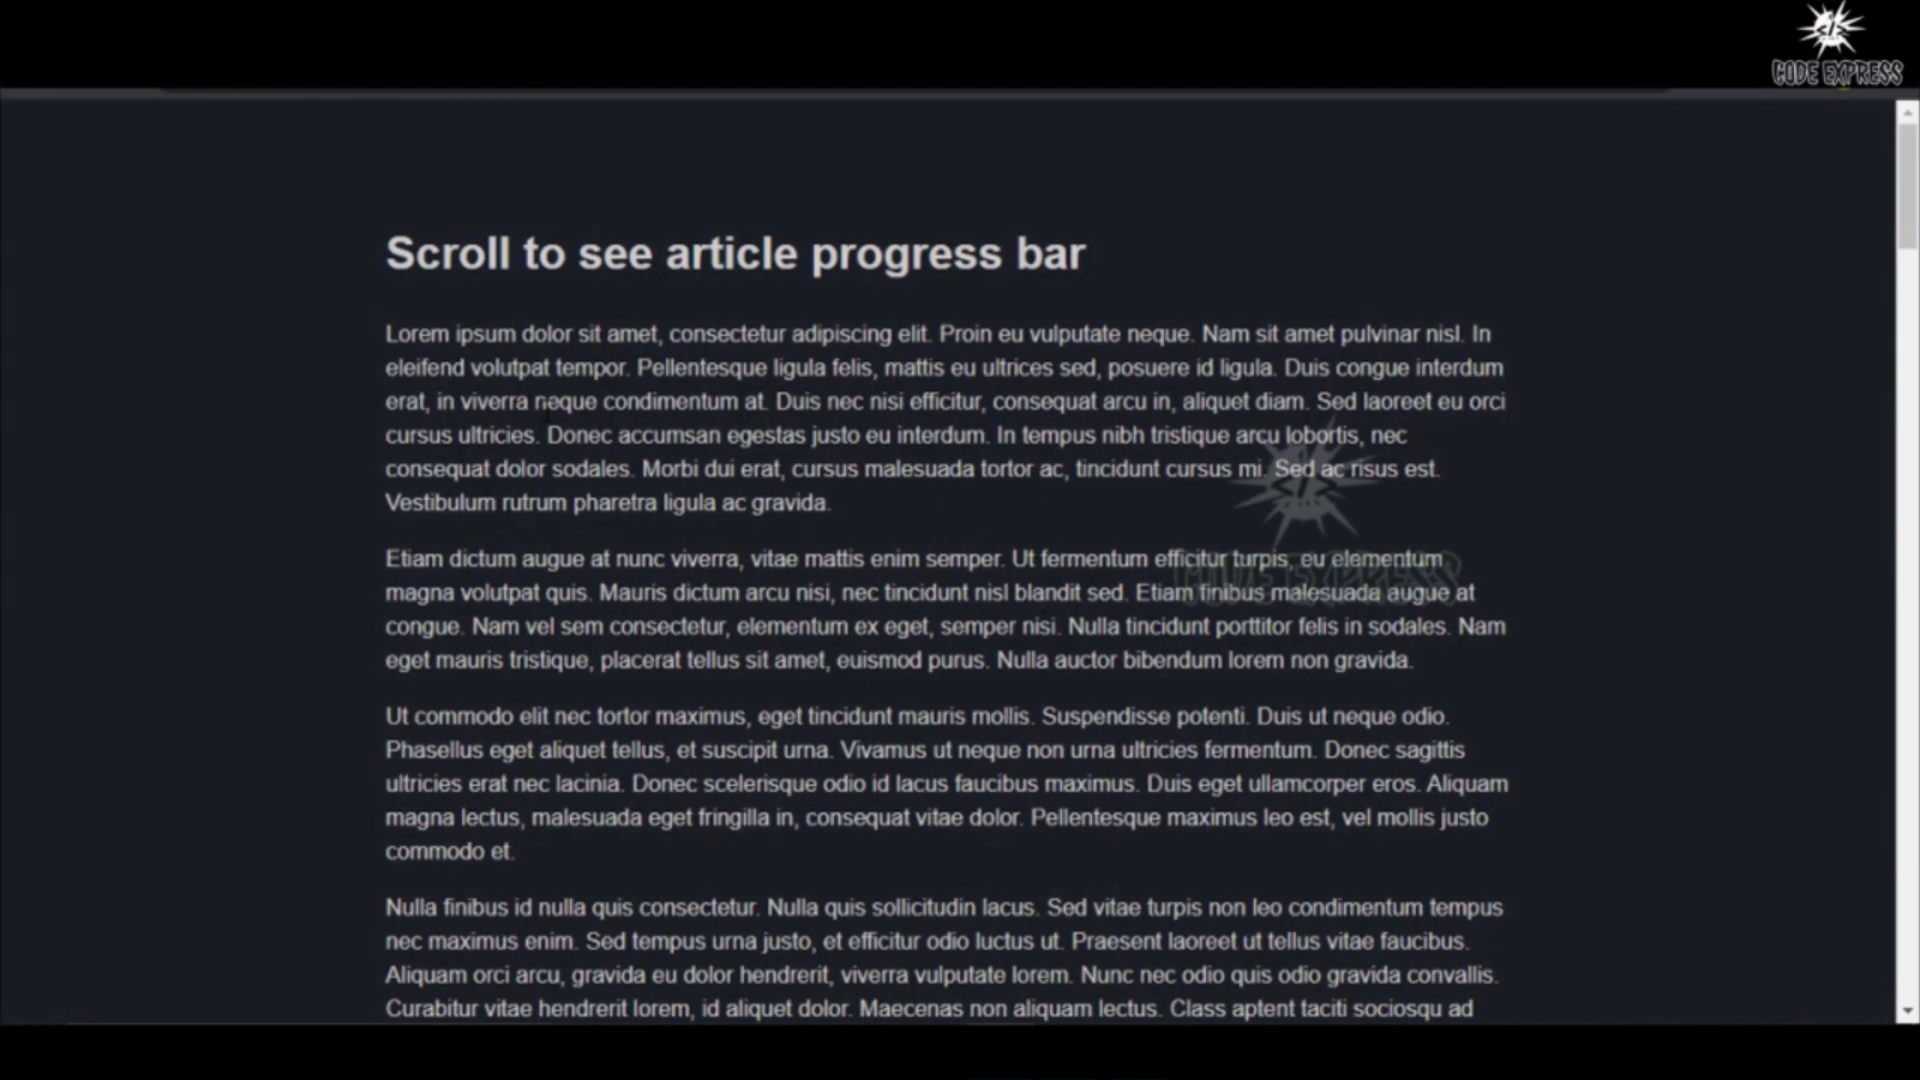 CODE EXPRESS
Scroll to see article progress bar
Lorem ipsum dolor sit amet, consectetur adipiscing elit. Proin eu vulputate neque. Nam sit amet pulvinar nisl. In
eleifend volutpat tempor. Pellentesque ligula felis, mattis eu ultrices sed, posuere id ligula. Duis congue interdum
erat, in viverra neque condimentum at. Duis nec nisi efficitur, consequat arcu in, aliquet diam. Sed laoreet eu orci
cursus ultricies. Donec accumsan egestas justo eu interdum. In tempus nibh tristique arcu lobortis, nec
consequat dolor sodales. Morbi dui erat, cursus malesuada tortor ac, tincidunt cursus mi. Sed ac risus est.
Vestibulum rutrum pharetra ligula ac gravida.
Etiam dictum augue at nunc viverra, vitae mattis enim semper. Ut fermentum efficitur turpis, eu elementum
magna volutpat quis. Mauris dictum arcu nisi, nec tincidunt nisl blandit sed. Etiam finibus malesuada augue at
congue. Nam vel sem consectetur, elementum ex eget, semper nisi. Nulla tincidunt porttitor felis in sodales. Nam
eget mauris tristique, placerat tellus sit amet, euismod purus. Nulla auctor bibendum lorem non gravida.
CODE EXPRESS
Ut commodo elit nec tortor maximus, eget tincidunt mauris mollis. Suspendisse potenti. Duis ut neque odio.
Phasellus eget aliquet tellus, et suscipit urna. Vivamus ut neque non urna ultricies fermentum. Donec sagittis
ultricies erat nec lacinia. Donec scelerisque odio id lacus faucibus maximus. Duis eget ullamcorper eros. Aliquam
magna lectus, malesuada eget fringilla in, consequat vitae dolor. Pellentesque maximus leo est, vel mollis justo
commodo et.
Nulla finibus id nulla quis consectetur. Nulla quis sollicitudin lacus. Sed vitae turpis non leo condimentum tempus
nec maximus enim. Sed tempus urna justo, et efficitur odio luctus ut. Praesent laoreet ut tellus vitae faucibus.
Aliquam orci arcu, gravida eu dolor hendrerit, viverra vulputate lorem. Nunc nec odio quis odio gravida convallis.
Curabitur vitae hendrerit lorem, id aliquet dolor. Maecenas non aliquam lectus. Class aptent taciti sociosqu ad